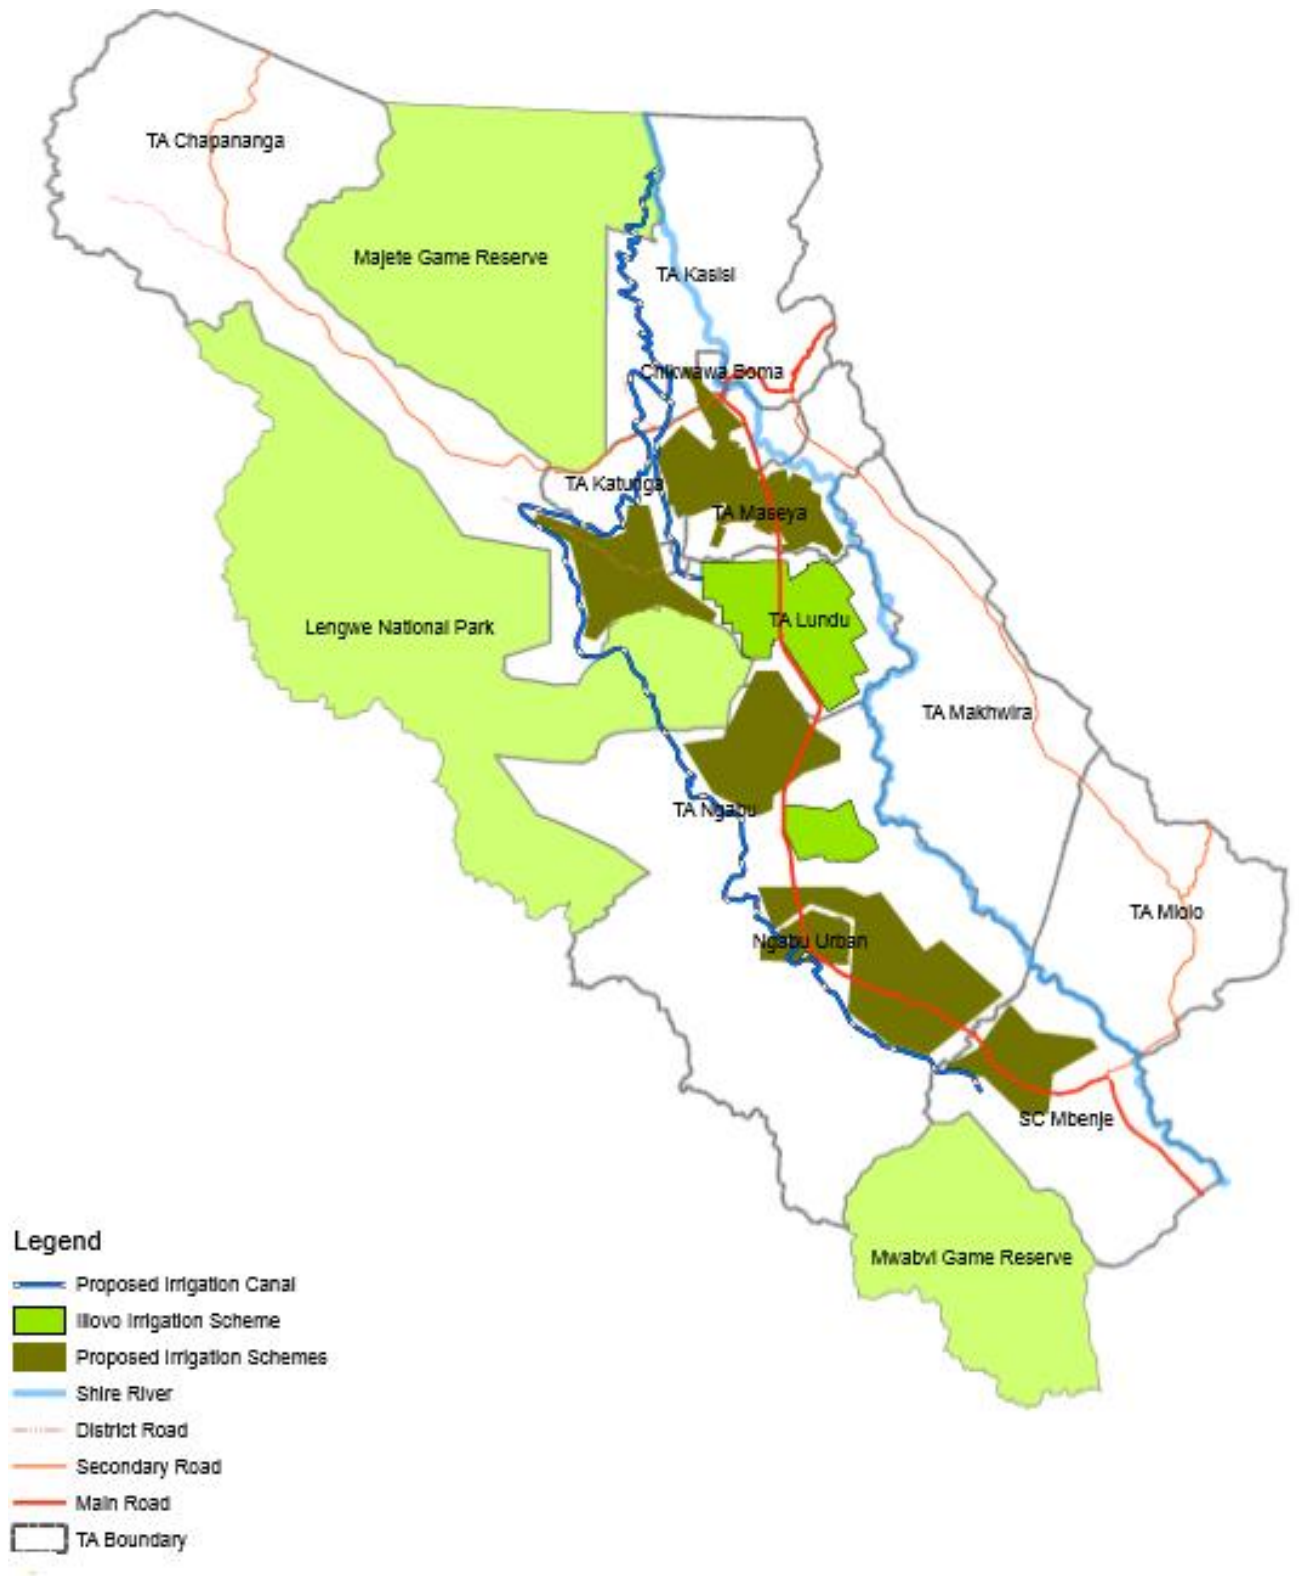 TA Chapananga
Majete Game Reserve
TA Kasisi
Chikwawa Boma
TA Katunga
TA Maseya
TA Lundu
Lengwe National Park
TA Makhwira
TA Ngabu
TA Mlolo
Ngabu Urban
SC Mbenje
Mwabvi Game Reserve
Legend
Proposed Irrigation Canal
Illovo Irrigation Scheme
Proposed Irrigation Schemes
Shire River
District Road
Secondary Road
Main Road
TA Boundary